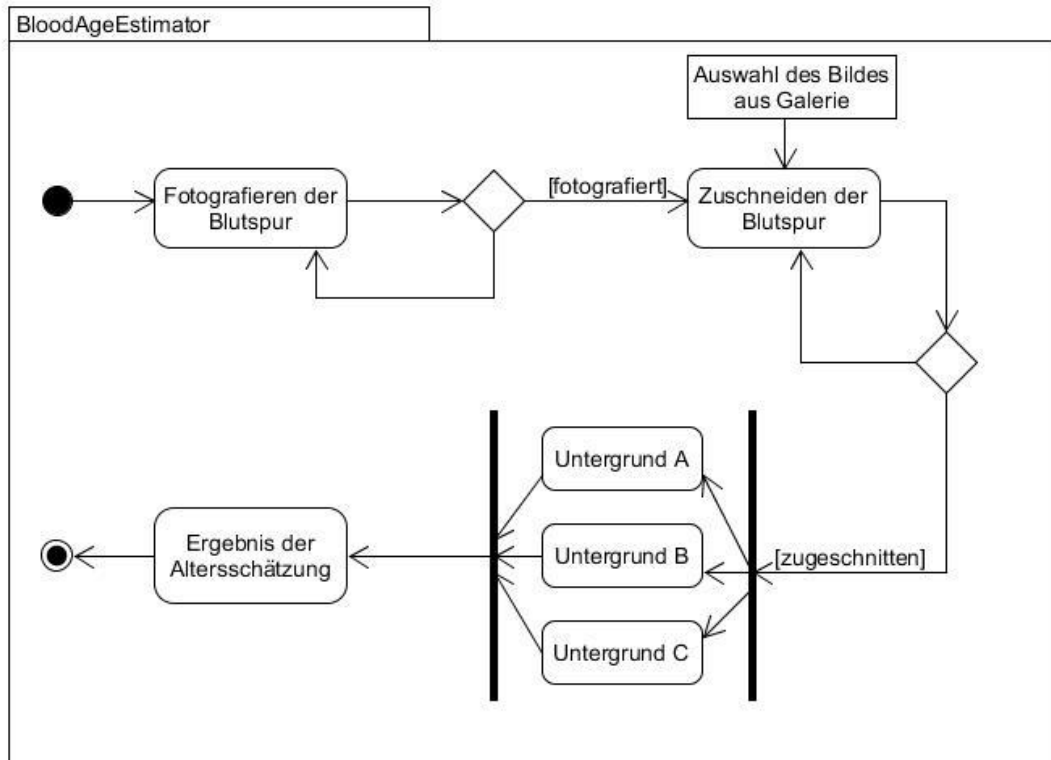 BloodAgeEstimator
Auswahl des Bildes
aus Galerie
Fotografieren der
Blutspur
[fotografiert]
Zuschneiden der
Blutspur
Untergrund A
Ergebnis der
Altersschätzung
Untergrund B
[zugeschnitten]
Untergrund C